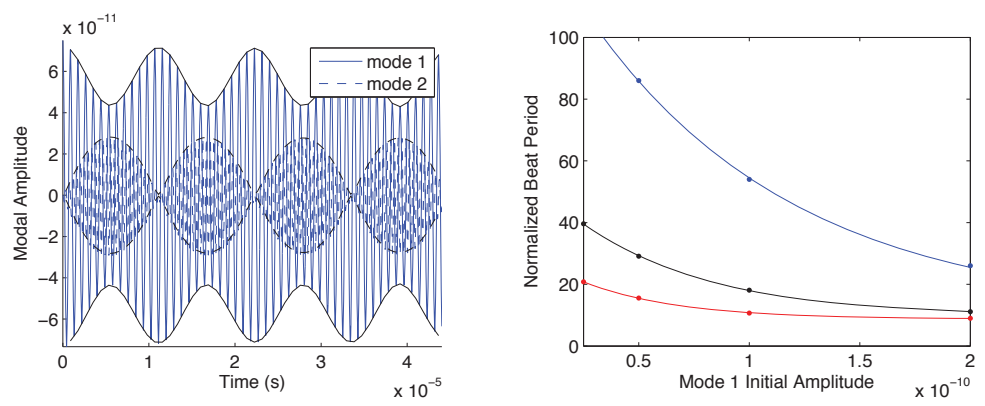 x 10⁻¹¹
6
4
2
0
−2
−4
−6
Modal Amplitude
mode 1
mode 2
0 1 2 3 4
Time (s)
x 10⁻⁵
100
80
60
40
20
0
Normalized Beat Period
0.5 1 1.5 2
Mode 1 Initial Amplitude
x 10⁻¹⁰